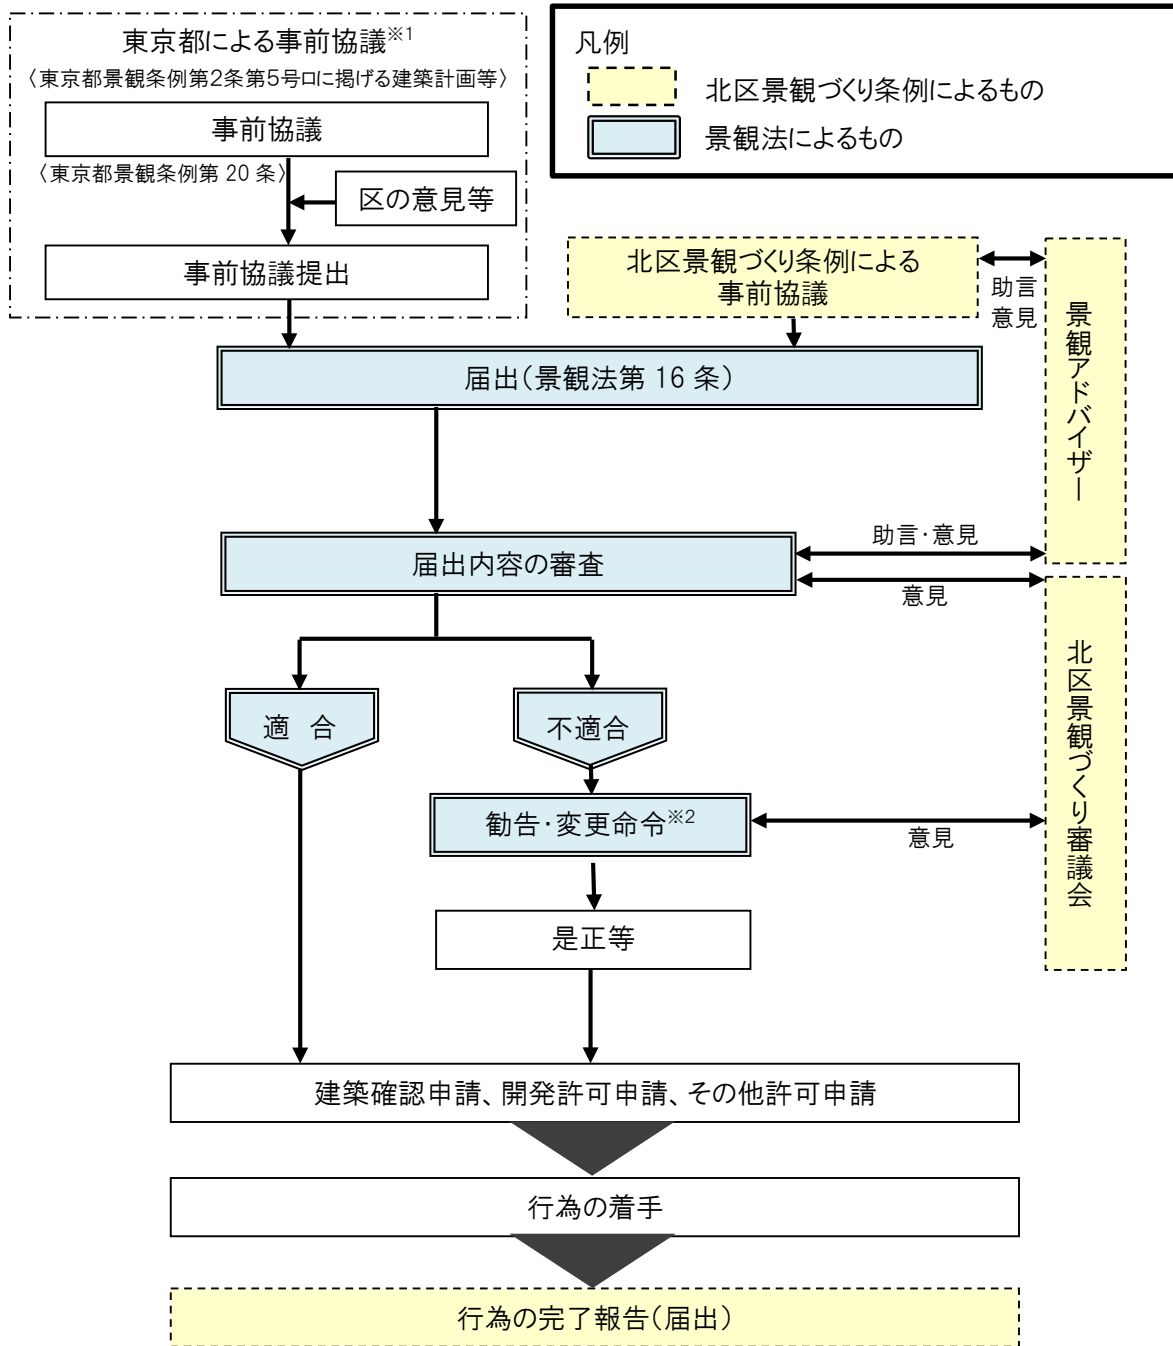 東京都による事前協議※1
〈東京都景観条例第2条第5号ロに掲げる建築計画等〉
事前協議
〈東京都景観条例第 20 条〉
区の意見等
事前協議提出
凡例
北区景観づくり条例によるもの
景観法によるもの
北区景観づくり条例による
事前協議
助言
意見
景観アドバイザー
届出(景観法第 16 条)
届出内容の審査
助言・意見
意見
適 合
不適合
勧告・変更命令※2
意見
北区景観づくり審議会
是正等
建築確認申請、開発許可申請、その他許可申請
行為の着手
行為の完了報告(届出)